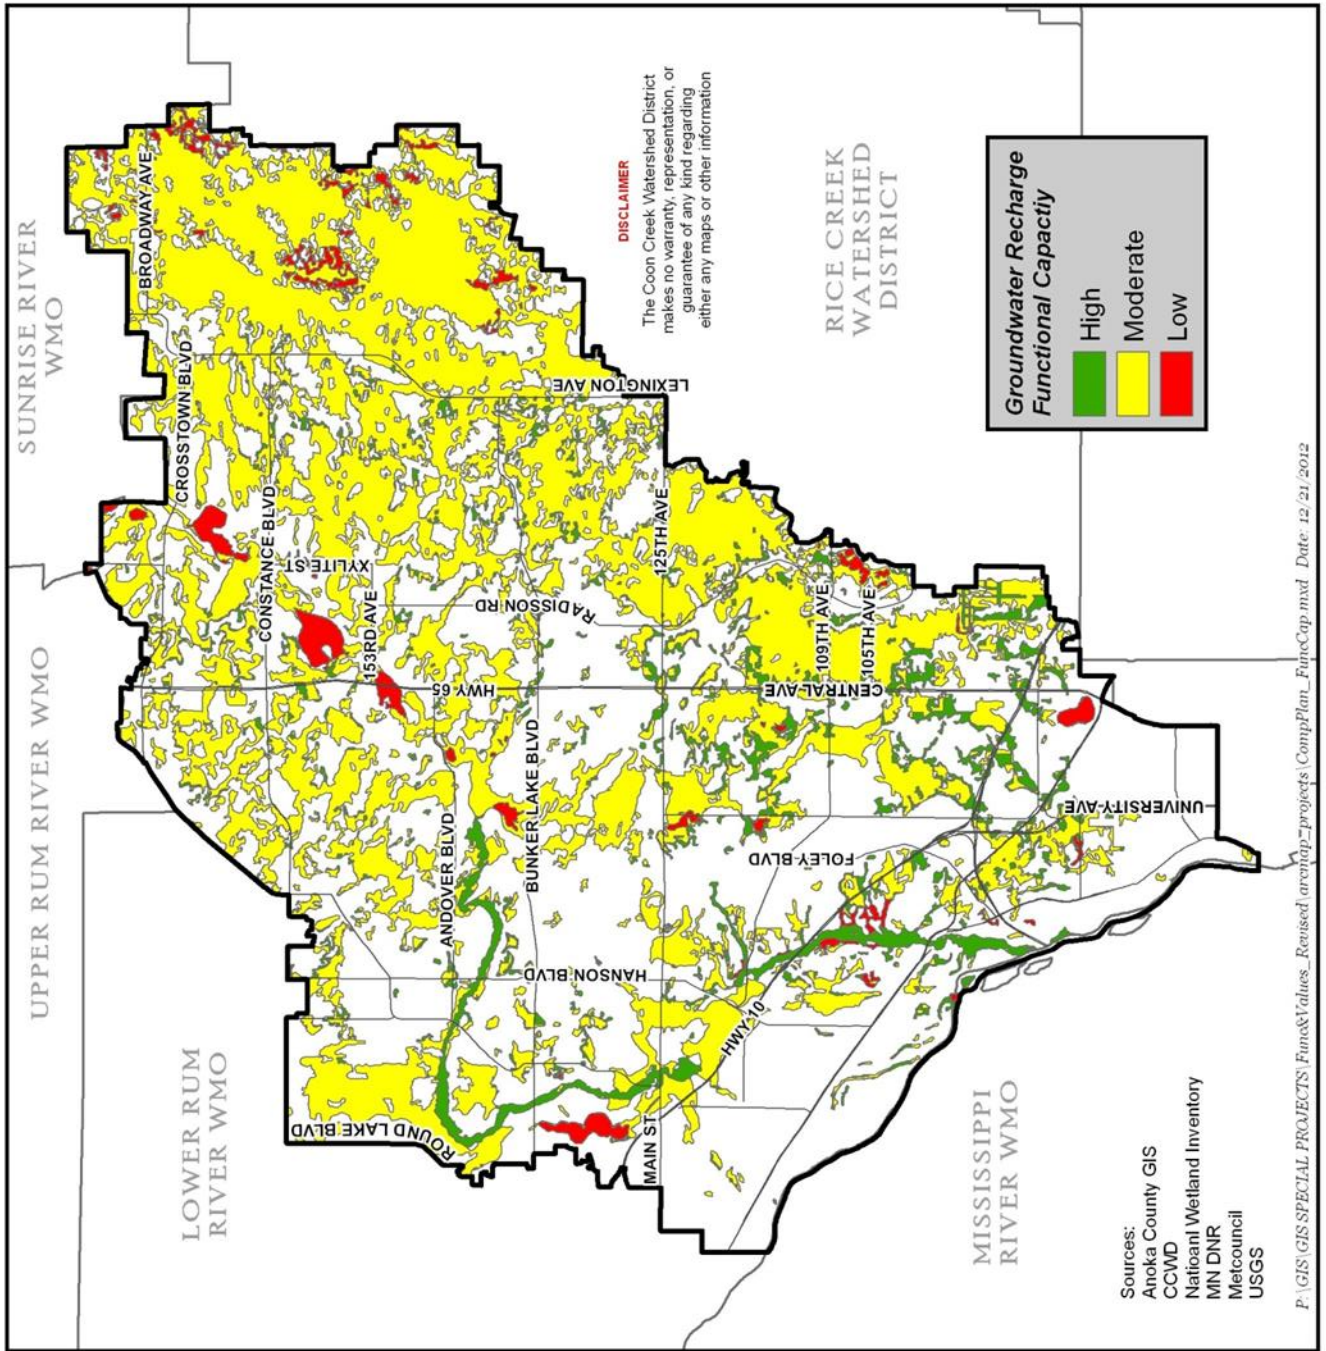 SUNRISE RIVER
WMO
UPPER RUM RIVER WMO
LOWER RUM
RIVER WMO
MISSISSIPPI
RIVER WMO
RICE CREEK
WATERSHED
DISTRICT
BROADWAY AVE
CROSSTOWN BLVD
CONSTANCE BLVD
XYLITE ST
153RD AVE
RADISSON RD
LEXINGTON AVE
HWY 65
ANDOVER BLVD
BUNKER LAKE BLVD
125TH AVE
109TH AVE
105TH AVE
CENTRAL AVE
HANSON BLVD
FOLEY BLVD
UNIVERSITY AVE
HWY 10
MAIN ST
ROUND LAKE BLVD
DISCLAIMER
The Coon Creek Watershed District
makes no warranty, representation, or
guarantee of any kind regarding
either any maps or other information
Groundwater Recharge
Functional Capactiy
High
Moderate
Low
Sources:
Anoka County GIS
CCWD
Natioanl Wetland Inventory
MN DNR
Metcouncil
USGS
P:\GIS\GIS SPECIAL PROJECTS\Func&Values_Revised\arcmap_projects\CompPlan_FuncCap.mxd Date: 12/21/2012